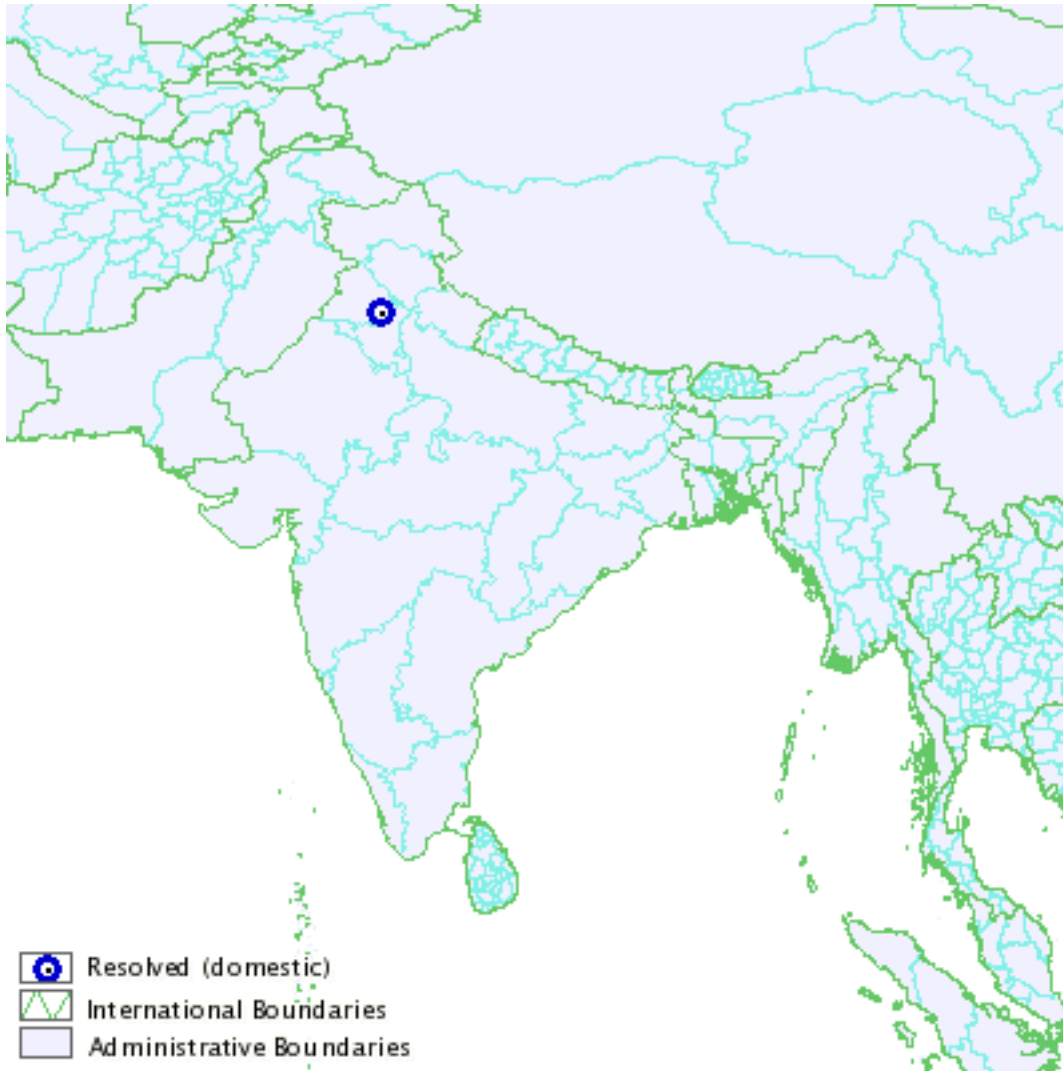 Resolved (domestic)
International Boundaries
Administrative Boundaries